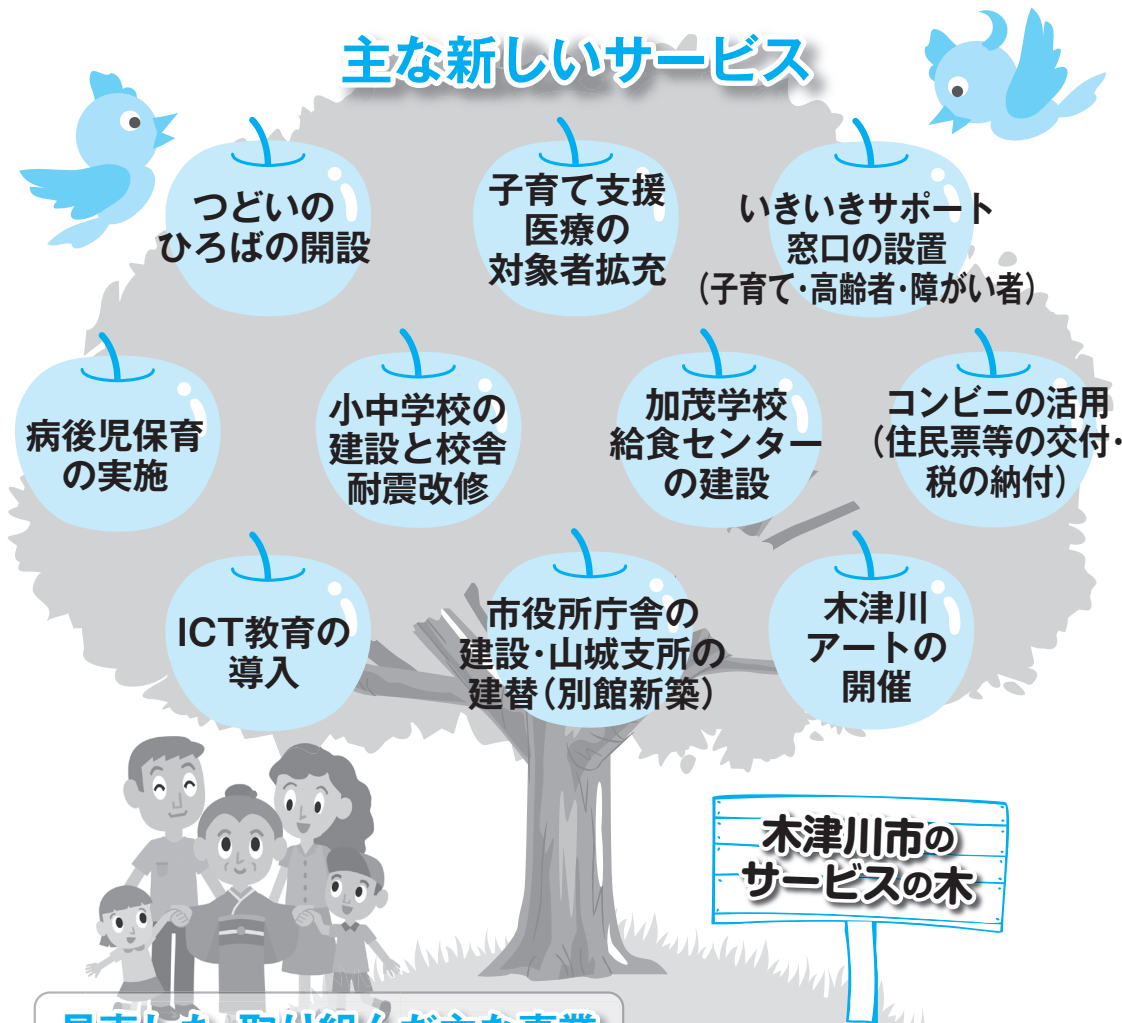 主な新しいサービス
つどいの
ひろばの開設
子育て支援
医療の
対象者拡充
いきいきサポート
窓口の設置
（子育て・高齢者・障がい者）
病後児保育
の実施
小中学校の
建設と校舎
耐震改修
加茂学校
給食センター
の建設
コンビニの活用
（住民票等の交付・
税の納付）
ICT教育の
導入
市役所庁舎の
建設・山城支所の
建替（別館新築）
木津川
アートの
開催
木津川市の
サービスの木